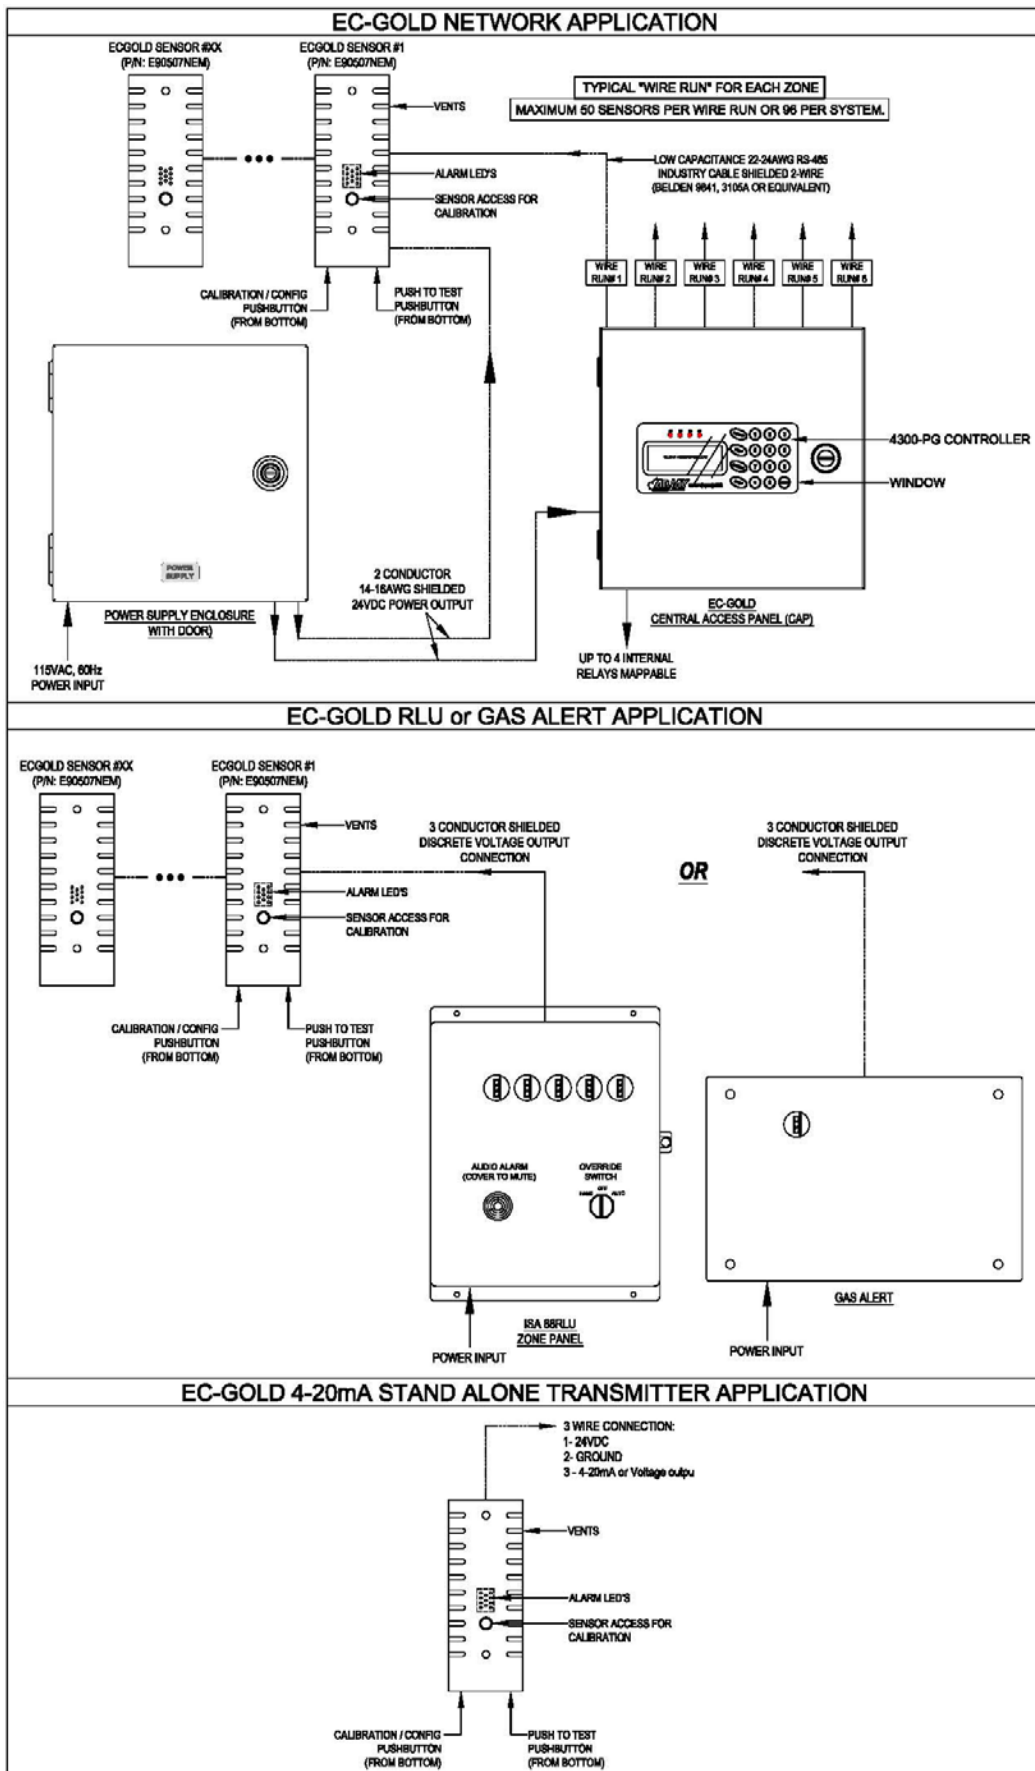 EC-GOLD NETWORK APPLICATION
ECGOLD SENSOR #XX
(P/N: E90507NEM)
ECGOLD SENSOR #1
(P/N: E90507NEM)
TYPICAL "WIRE RUN" FOR EACH ZONE
MAXIMUM 50 SENSORS PER WIRE RUN OR 96 PER SYSTEM.
VENTS
LOW CAPACITANCE 22-24AWG RS-485
INDUSTRY CABLE SHIELDED 2-WIRE
(BELDEN 9841, 3105A OR EQUIVALENT)
ALARM LED'S
SENSOR ACCESS FOR
CALIBRATION
WIRE
RUN# 1
WIRE
RUN# 2
WIRE
RUN# 3
WIRE
RUN# 4
WIRE
RUN# 5
WIRE
RUN# 6
CALIBRATION / CONFIG
PUSHBUTTON
(FROM BOTTOM)
PUSH TO TEST
PUSHBUTTON
(FROM BOTTOM)
4300-PG CONTROLLER
WINDOW
POWER
SUPPLY
2 CONDUCTOR
14-16AWG SHIELDED
24VDC POWER OUTPUT
POWER SUPPLY ENCLOSURE
WITH DOOR)
EC-GOLD
CENTRAL ACCESS PANEL (CAP)
115VAC, 60Hz
POWER INPUT
UP TO 4 INTERNAL
RELAYS MAPPABLE
EC-GOLD RLU or GAS ALERT APPLICATION
ECGOLD SENSOR #XX
(P/N: E90507NEM)
ECGOLD SENSOR #1
(P/N: E90507NEM)
VENTS
3 CONDUCTOR SHIELDED
DISCRETE VOLTAGE OUTPUT
CONNECTION
OR
3 CONDUCTOR SHIELDED
DISCRETE VOLTAGE OUTPUT
CONNECTION
ALARM LED'S
SENSOR ACCESS FOR
CALIBRATION
CALIBRATION / CONFIG
PUSHBUTTON
(FROM BOTTOM)
PUSH TO TEST
PUSHBUTTON
(FROM BOTTOM)
AUDIO ALARM
(COVER TO MUTE)
OVERRIDE
SWITCH
HAND OFF AUTO
ISA 66RLU
ZONE PANEL
POWER INPUT
GAS ALERT
POWER INPUT
EC-GOLD 4-20mA STAND ALONE TRANSMITTER APPLICATION
3 WIRE CONNECTION:
1- 24VDC
2- GROUND
3 - 4-20mA or Voltage outpu
VENTS
ALARM LED'S
SENSOR ACCESS FOR
CALIBRATION
CALIBRATION / CONFIG
PUSHBUTTON
(FROM BOTTOM)
PUSH TO TEST
PUSHBUTTON
(FROM BOTTOM)